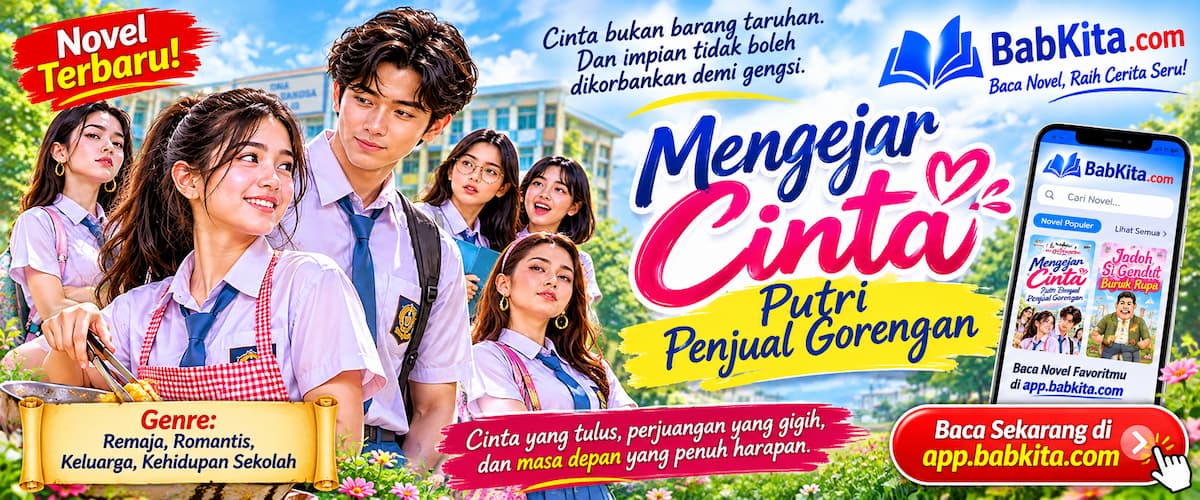 Novel
Terbaru!
Cinta bukan barang taruhan.
Dan impian tidak boleh
dikorbankan demi gengsi.
BabKita.com
Baca Novel, Raih Cerita Seru!
Mengejar
Cinta
Putri
Penjual Gorengan
BabKita.com
Cari Novel...
Novel Populer
Lihat Semua >
Mengejar
Cinta
Penjual Gorengan
Jodoh
Si Gendut
Buruk Rupa
Baca Novel Favoritmu
di app.babkita.com
Genre:
Remaja, Romantis,
Keluarga, Kehidupan Sekolah
Cinta yang tulus, perjuangan yang gigih,
dan masa depan yang penuh harapan.
Baca Sekarang di
app.babkita.com